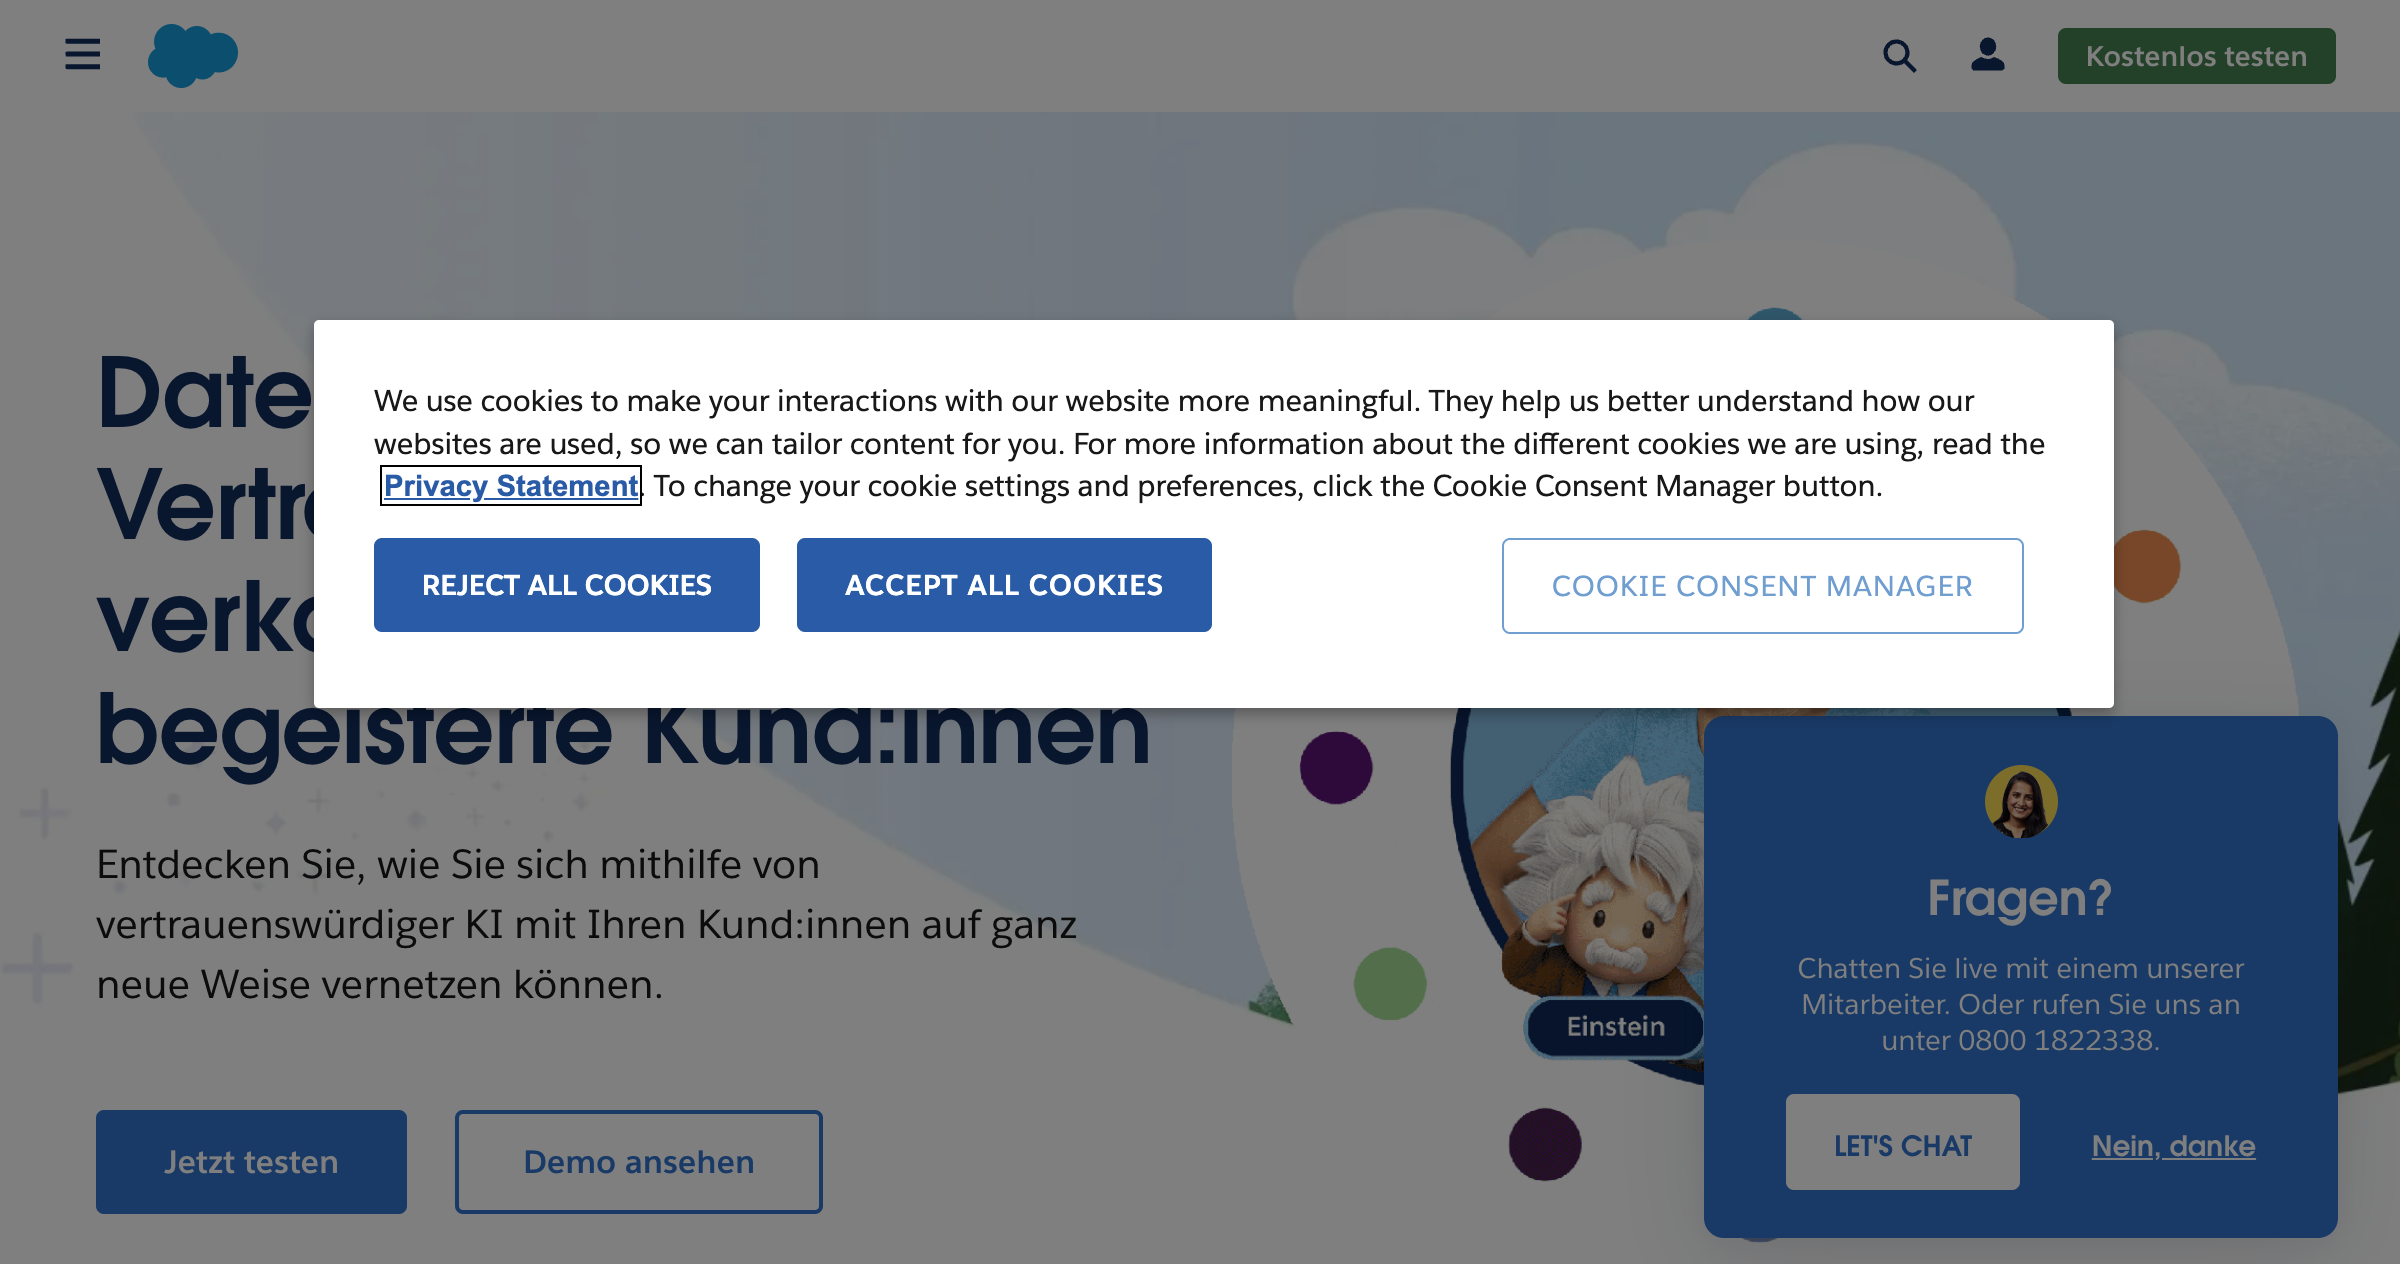 Kostenlos testen
We use cookies to make your interactions with our website more meaningful. They help us better understand how our
websites are used, so we can tailor content for you. For more information about the different cookies we are using, read the
Privacy Statement. To change your cookie settings and preferences, click the Cookie Consent Manager button.
REJECT ALL COOKIES
ACCEPT ALL COOKIES
COOKIE CONSENT MANAGER
begeisterte Kund:innen
Entdecken Sie, wie Sie sich mithilfe von
vertrauenswürdiger KI mit Ihren Kund:innen auf ganz
neue Weise vernetzen können.
Jetzt testen
Demo ansehen
Einstein
Fragen?
Chatten Sie live mit einem unserer
Mitarbeiter. Oder rufen Sie uns an
unter 0800 1822338.
LET'S CHAT
Nein, danke